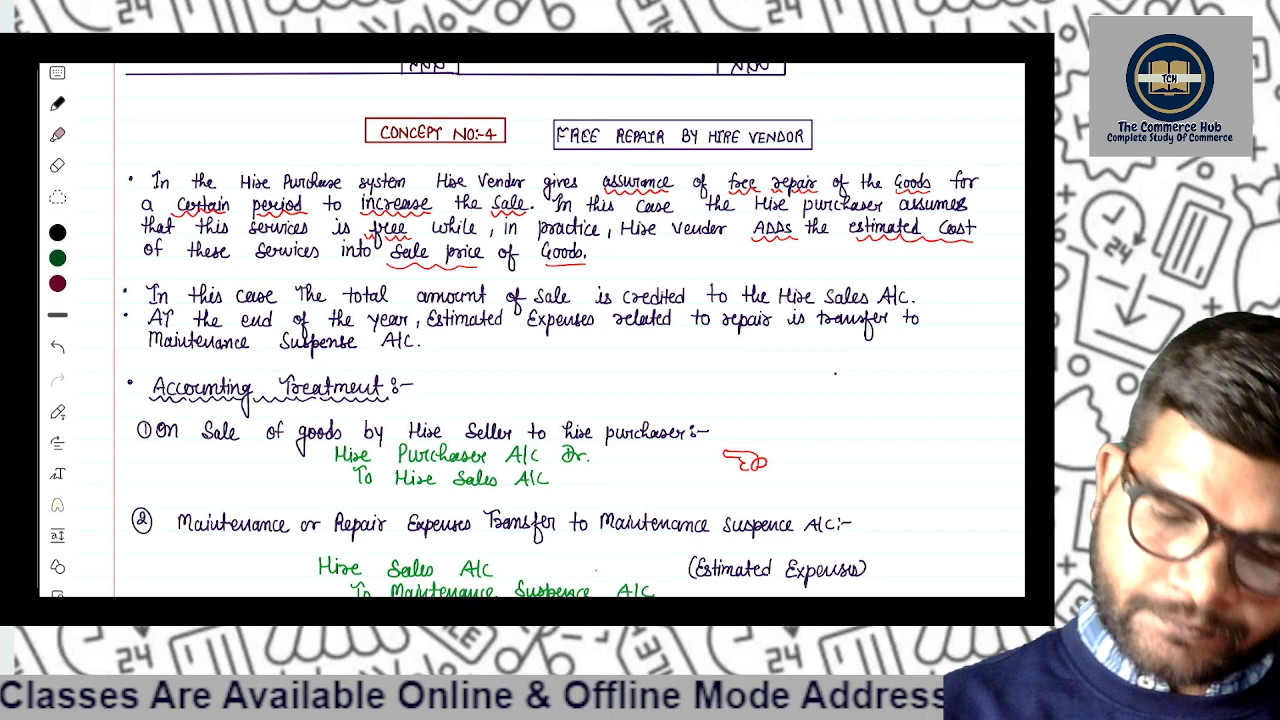 CONCEPT NO:-4
FREE REPAIR BY HIRE VENDOR
TCH
The Commerce Hub
Complete Study Of Commerce
• In the Hire Purchase system Hire Vendor gives assurance of free repair of the Goods for
a Certain period to increase the Sale. In this case the Hire purchaser assumes
that this services is free while, in practice, Hire Vendor ADDs the estimated Cost
of these Services into Sale price of Goods.
• In this case The total amount of Sale is credited to the Hire Sales A/C.
• AT the end of the year, Estimated Expenses related to repair is transfer to
Maintenance Suspense A/C.
• Accounting Treatment:-
① On Sale of goods by Hire Seller to hire purchaser:-
Hire Purchaser A/C Dr.
To Hire Sales A/C
② Maintenance or Repair Expenses Transfer to Maintenance Suspence A/C:-
Hire Sales A/C (Estimated Expenses)
To Maintenance Suspence A/C
Classes Are Available Online & Offline Mode Address